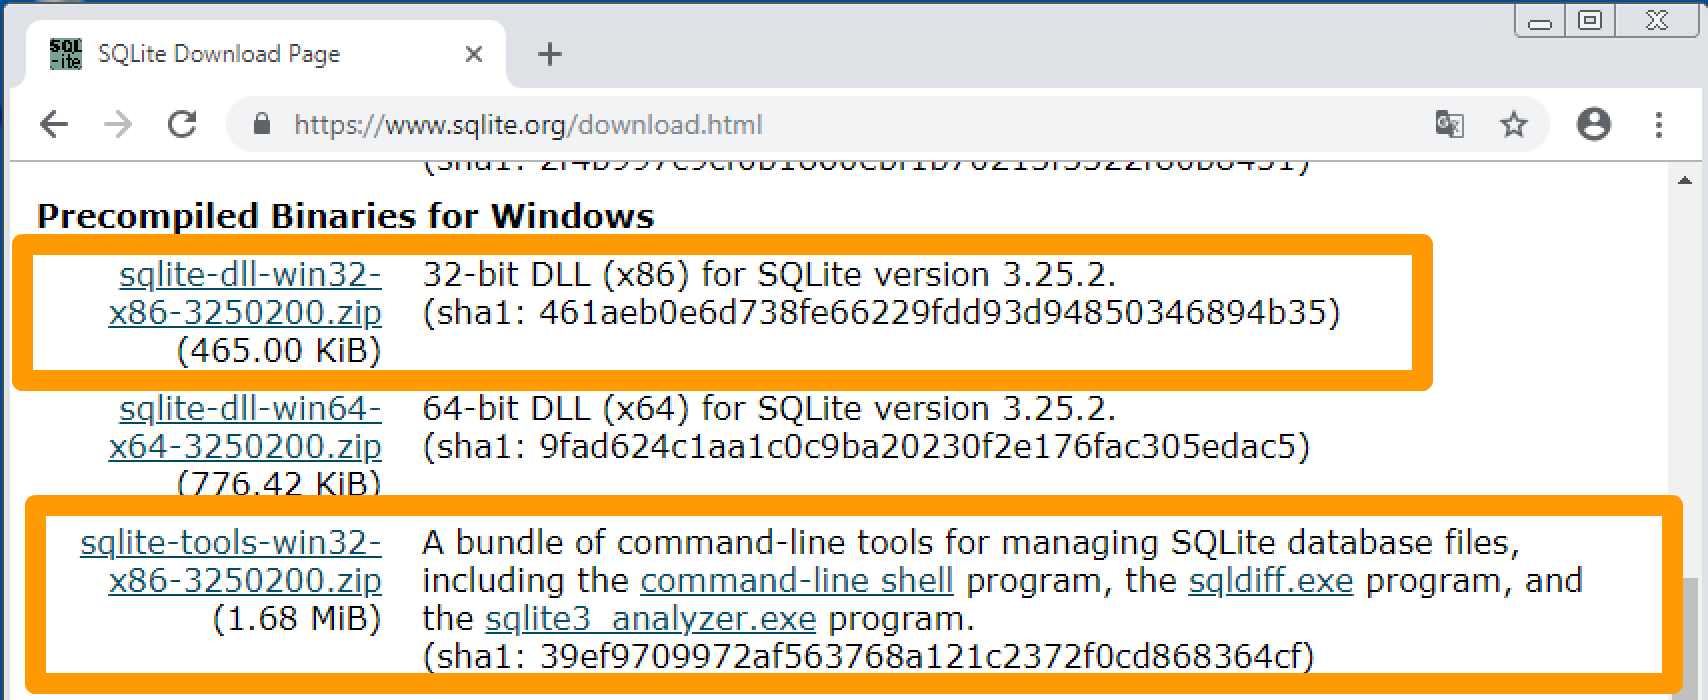 SQLite Download Page
https://www.sqlite.org/download.html
Precompiled Binaries for Windows
sqlite-dll-win32-
x86-3250200.zip
(465.00 KiB)
32-bit DLL (x86) for SQLite version 3.25.2.
(sha1: 461aeb0e6d738fe66229fdd93d94850346894b35)
sqlite-dll-win64-
x64-3250200.zip
(776.42 KiB)
64-bit DLL (x64) for SQLite version 3.25.2.
(sha1: 9fad624c1aa1c0c9ba20230f2e176fac305edac5)
sqlite-tools-win32-
x86-3250200.zip
(1.68 MiB)
A bundle of command-line tools for managing SQLite database files,
including the command-line shell program, the sqldiff.exe program, and
the sqlite3_analyzer.exe program.
(sha1: 39ef9709972af563768a121c2372f0cd868364cf)